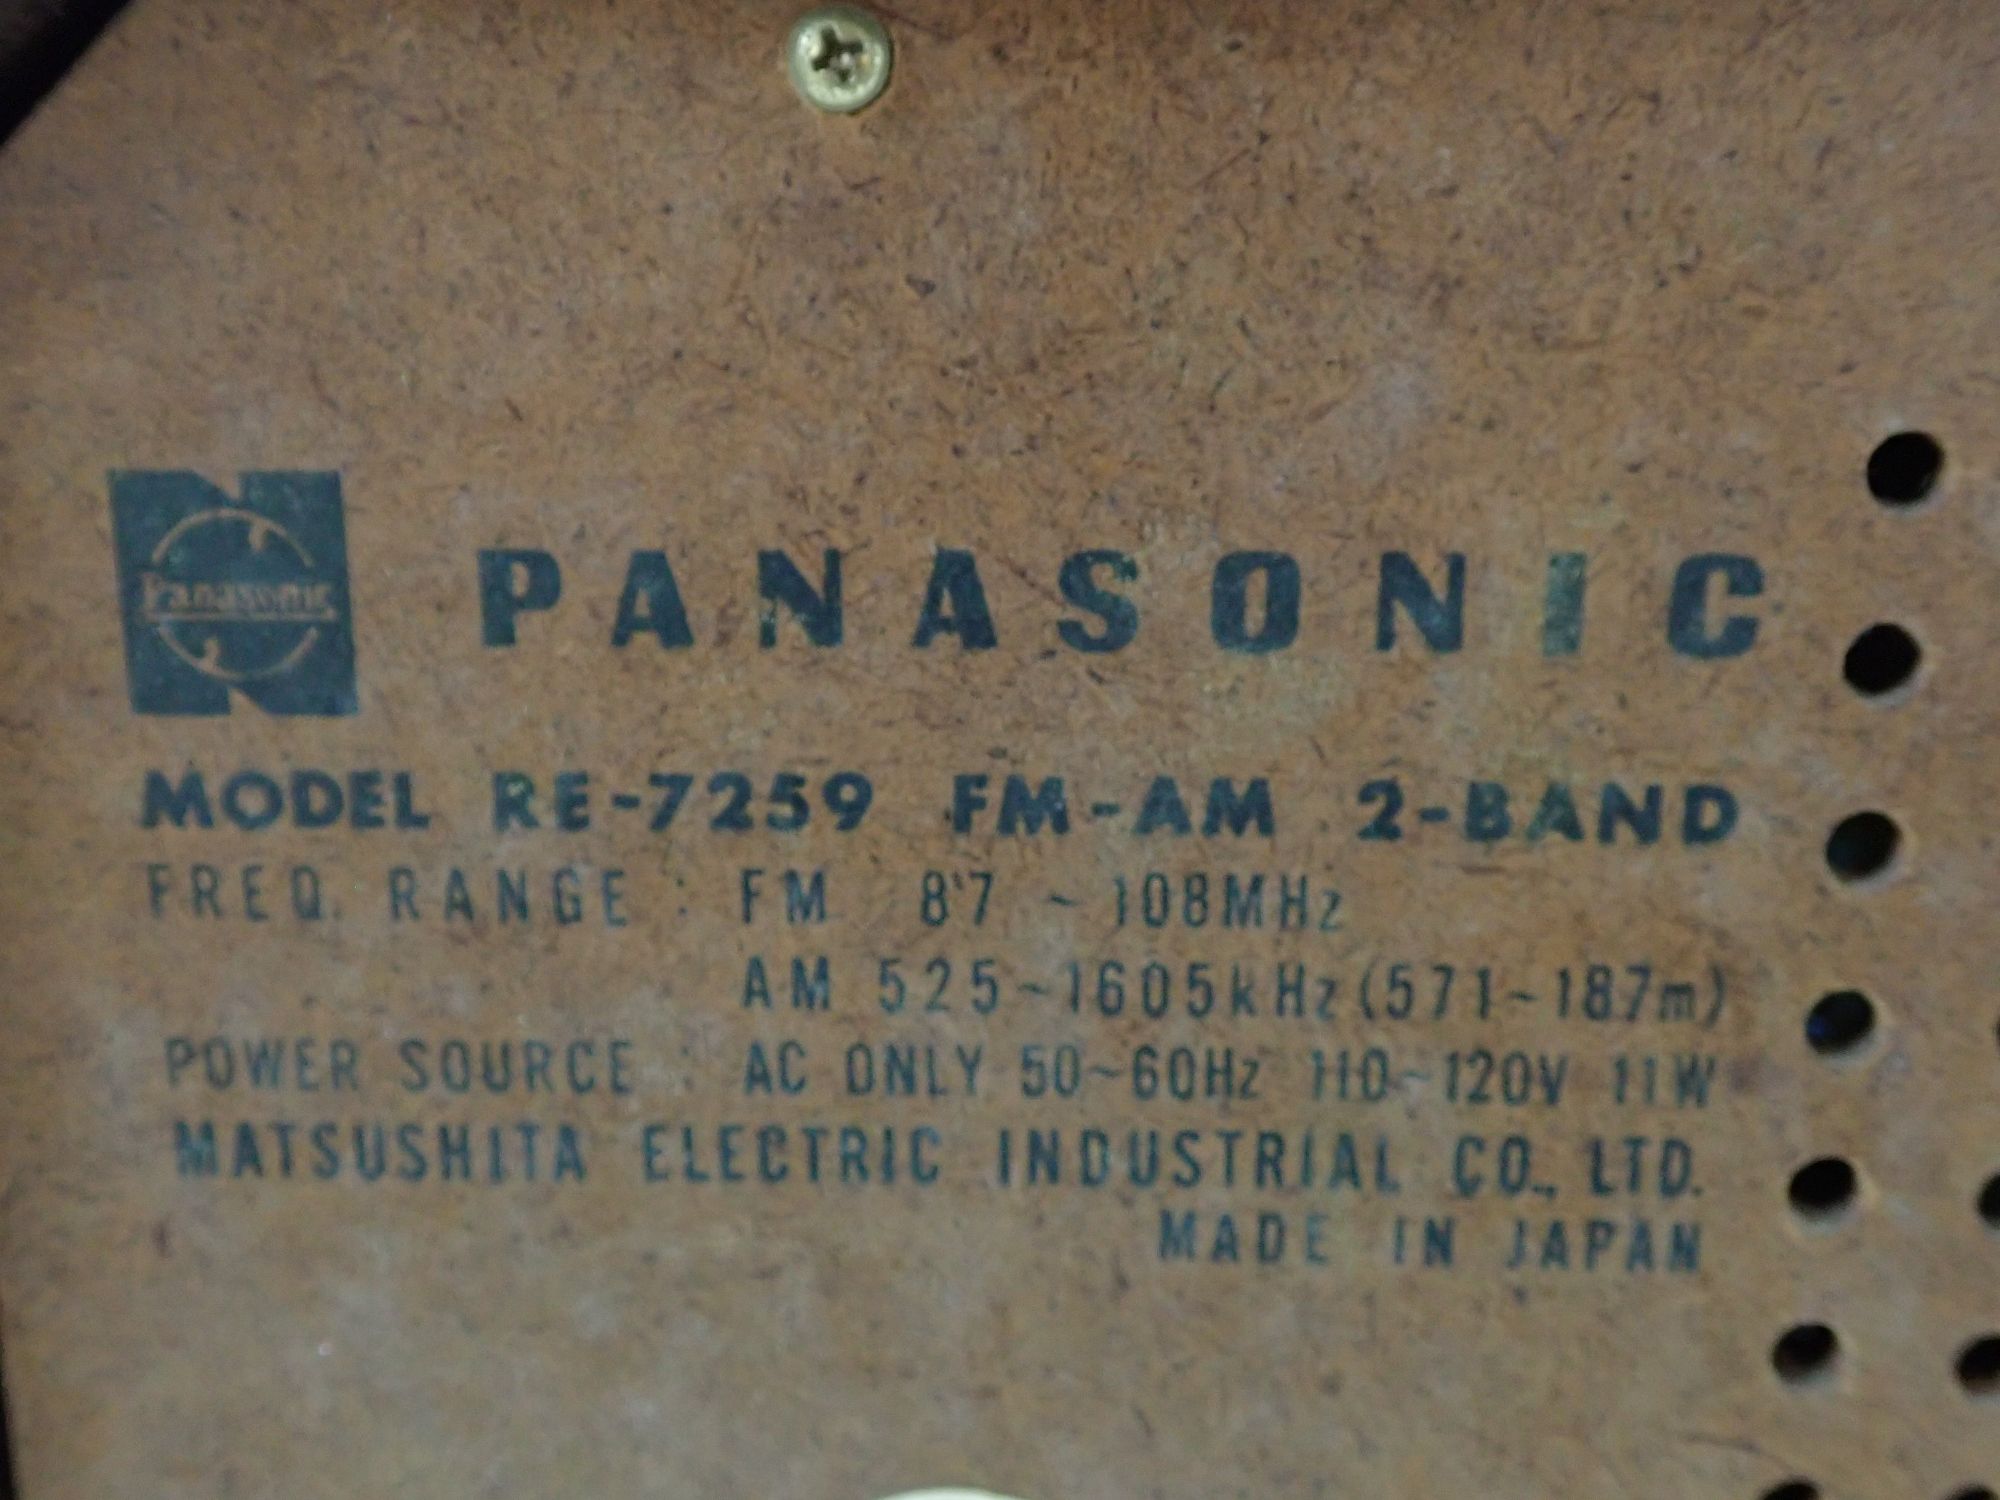 Panasonic
PANASONIC
MODEL RE-7259 FM-AM 2-BAND
FREQ. RANGE : FM 87 ~ 108MHz
AM 525~1605kHz (571~187m)
POWER SOURCE : AC ONLY 50~60Hz 110~120V 11W
MATSUSHITA ELECTRIC INDUSTRIAL CO., LTD.
MADE IN JAPAN